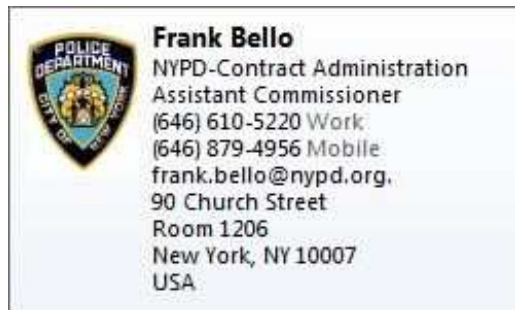 POLICE
DEPARTMENT
CITY OF NEW YORK
Frank Bello
NYPD-Contract Administration
Assistant Commissioner
(646) 610-5220 Work
(646) 879-4956 Mobile
frank.bello@nypd.org.
90 Church Street
Room 1206
New York, NY 10007
USA